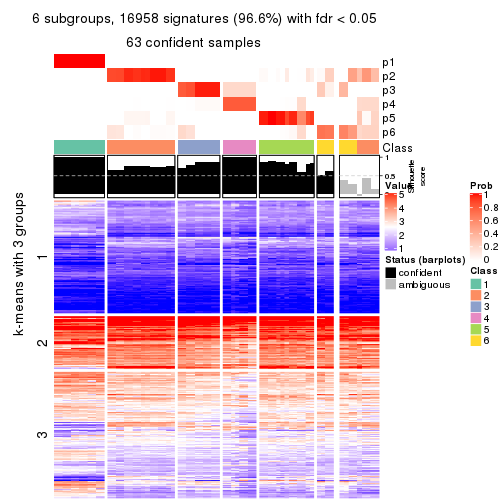 6 subgroups, 16958 signatures (96.6%) with fdr < 0.05
63 confident samples
p1
p2
p3
p4
p5
p6
Class
1
0.5
0
Silhouette
score
k-means with 3 groups
1
2
3
Value
5
4
3
2
1
Status (barplots)
confident
ambiguous
Prob
1
0.8
0.6
0.4
0.2
0
Class
1
2
3
4
5
6